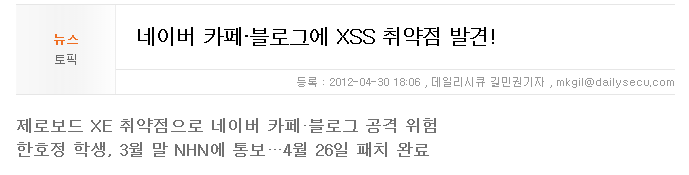 뉴스
토픽
네이버 카페·블로그에 XSS 취약점 발견!
등록 : 2012-04-30 18:06 , 데일리시큐 길민권기자 , mkgil@dailysecu.com
제로보드 XE 취약점으로 네이버 카페·블로그 공격 위험
한호정 학생, 3월 말 NHN에 통보…4월 26일 패치 완료